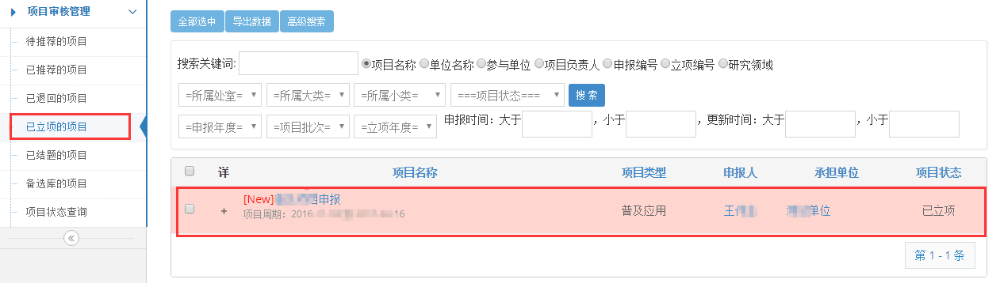 项目审核管理
待推荐的项目
已推荐的项目
已退回的项目
已立项的项目
已结题的项目
备选库的项目
项目状态查询
全部选中 导出数据 高级搜索
搜索关键词: 项目名称 单位名称 参与单位 项目负责人 申报编号 立项编号 研究领域
=所属处室= =所属大类= =所属小类= ===项目状态=== 搜 索
=申报年度= =项目批次= =立项年度= 申报时间：大于 ，小于 ，更新时间：大于 ，小于
详 项目名称 项目类型 申报人 承担单位 项目状态
[New] 申报
+ 普及应用 王 单位 已立项
项目周期：2016 16
第 1 - 1 条